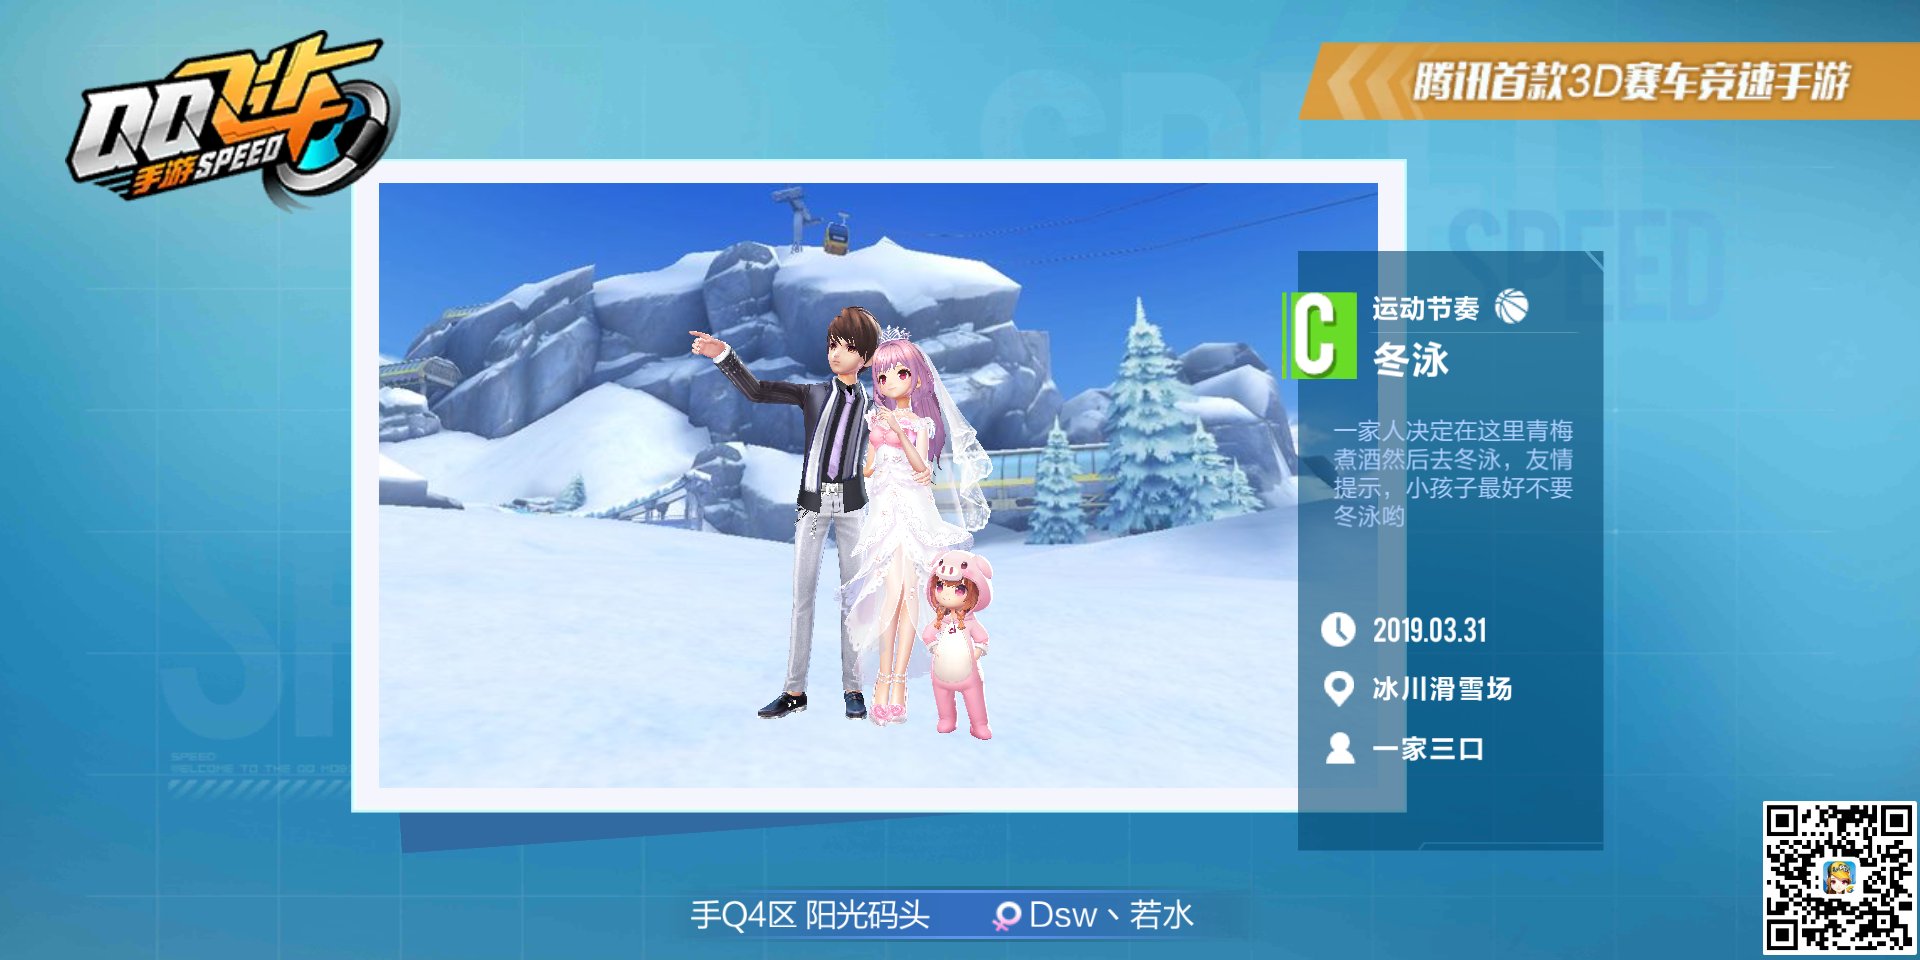 QQ飞车
手游SPEED
腾讯首款3D赛车竞速手游
SPEED
SPEED
C
运动节奏
冬泳
一家人决定在这里青梅
煮酒然后去冬泳，友情
提示，小孩子最好不要
冬泳哟
2019.03.31
冰川滑雪场
一家三口
SPEED
手Q4区 阳光码头
Dsw丶若水